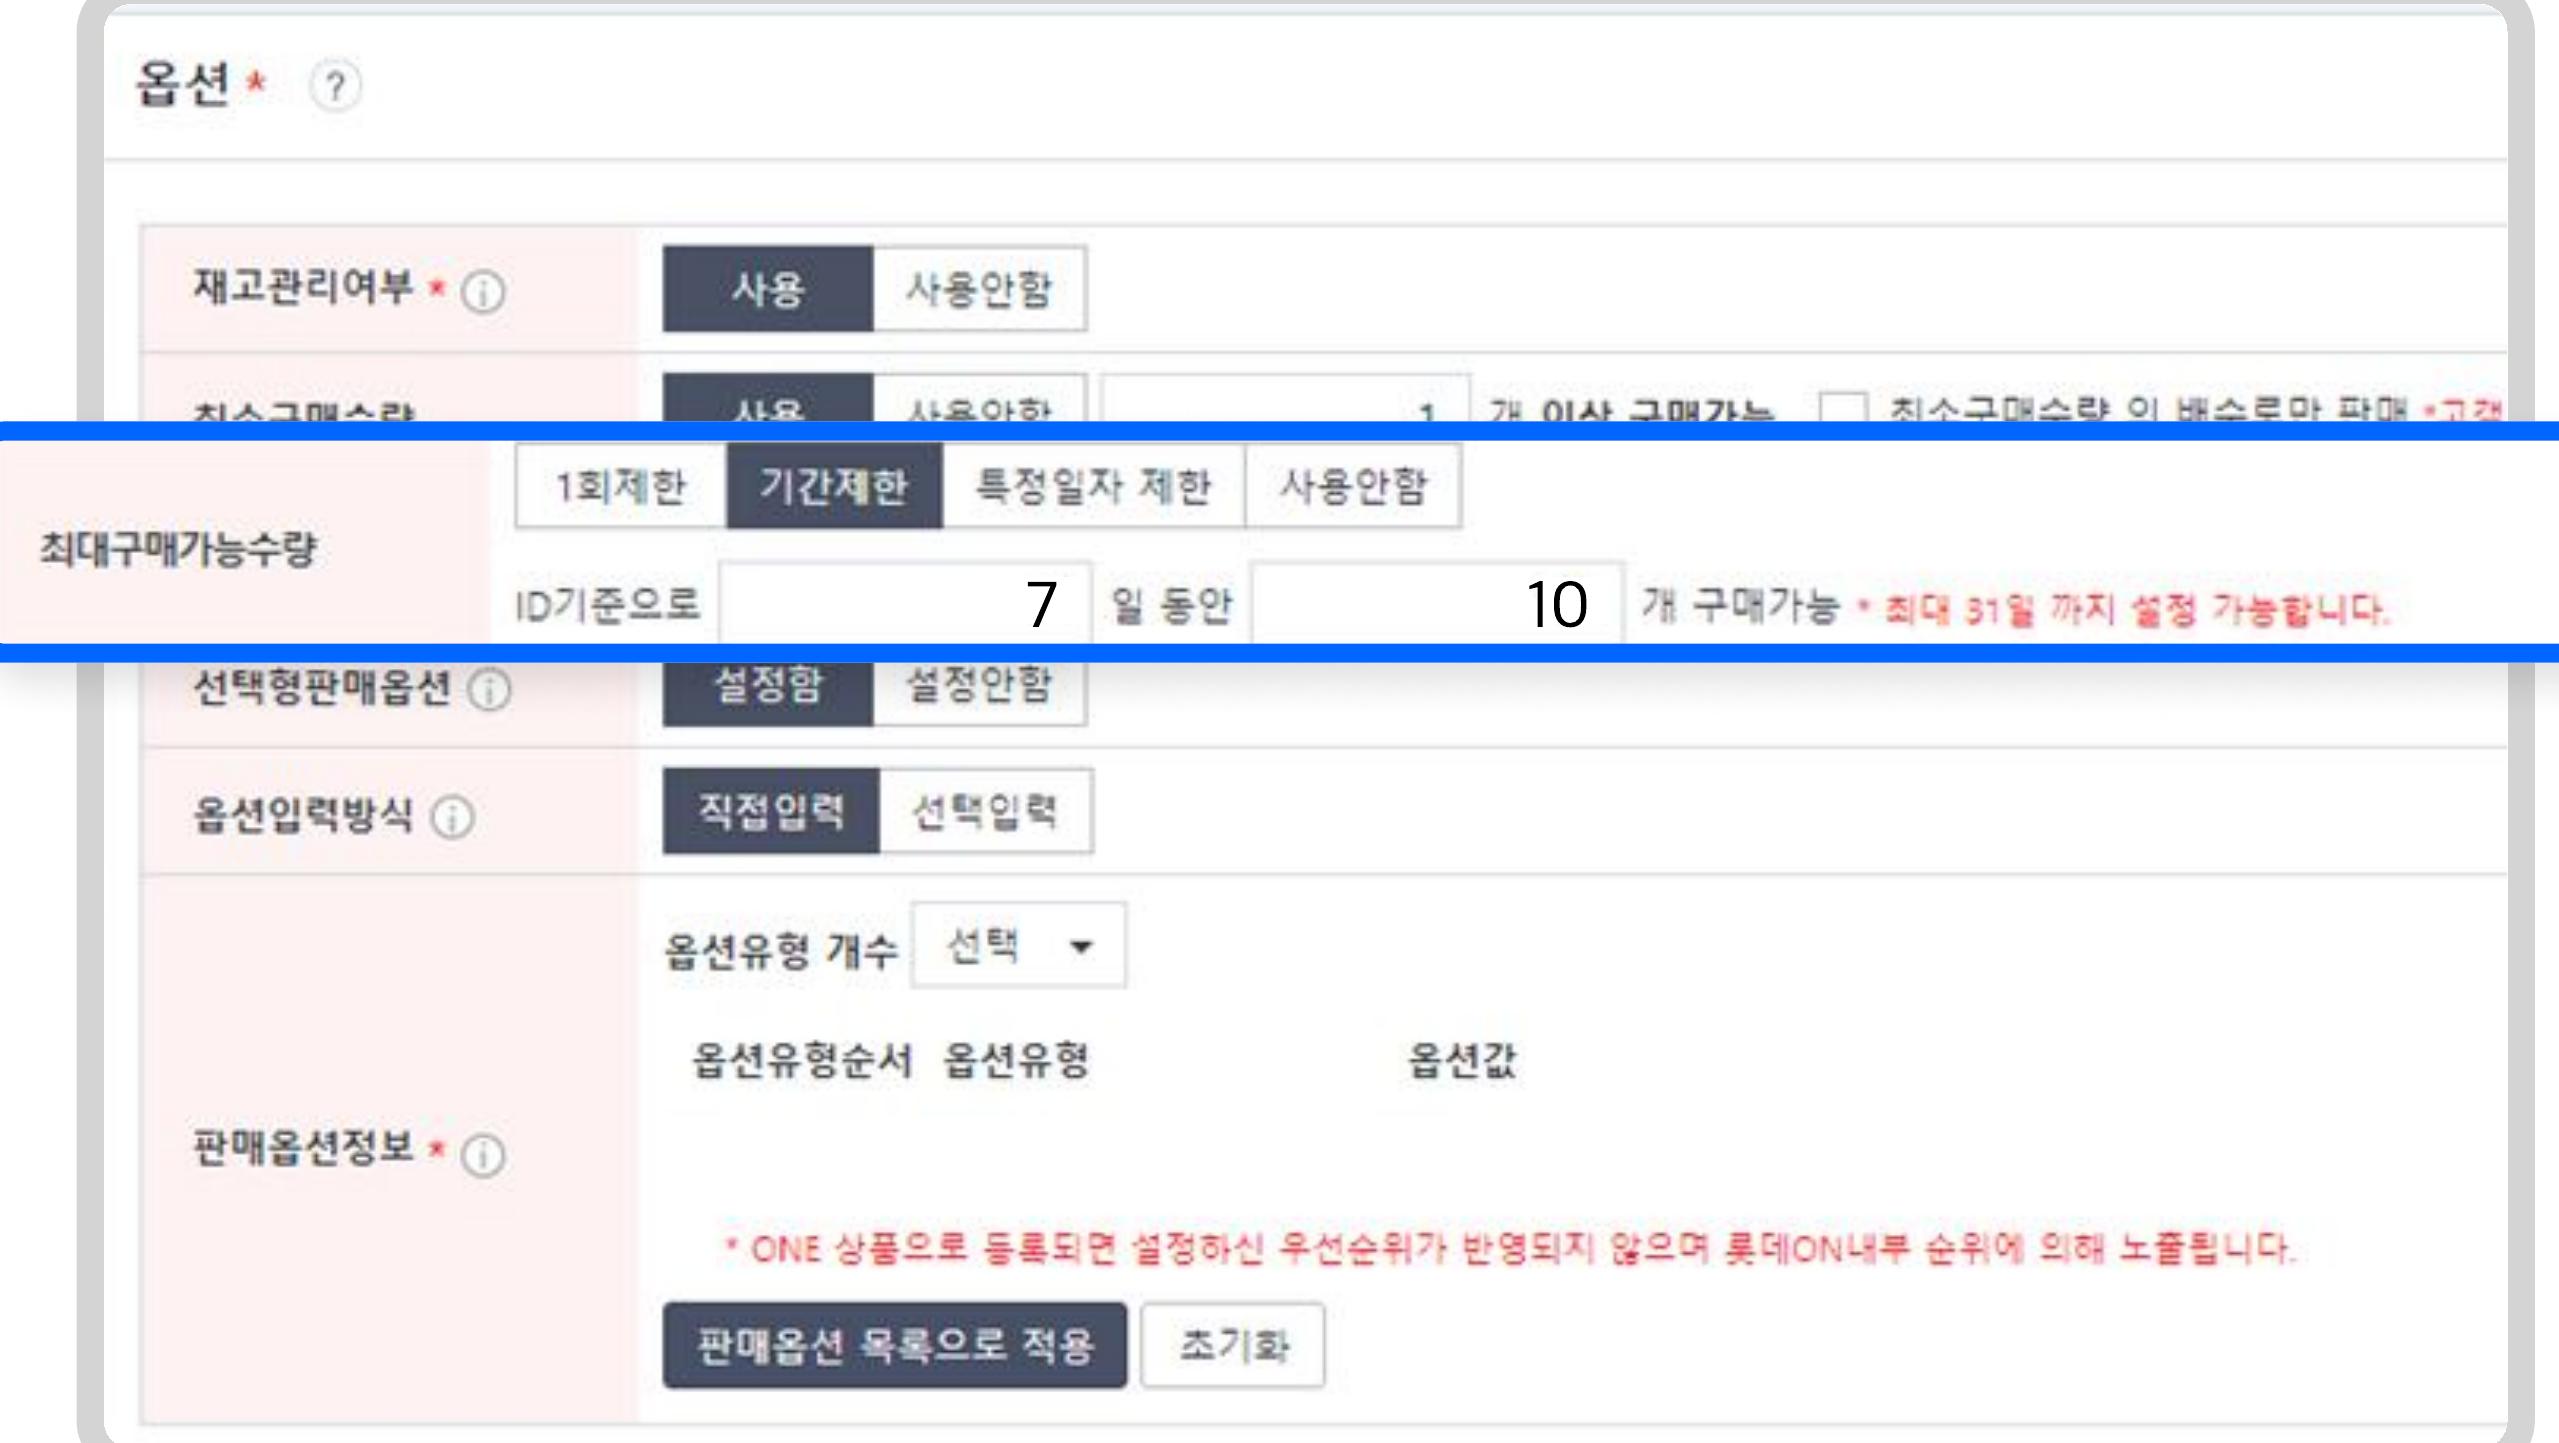 옵션 * ?
재고관리여부 * 사용 사용안함
최소구매수량 사용 사용안함 1 개 이상 구매가능 최소구매수량 의 배수로만 판매 *고객
1회제한 기간제한 특정일자 제한 사용안함
최대구매가능수량
ID기준으로 7 일 동안 10 개 구매가능 * 최대 31일 까지 설정 가능합니다.
선택형판매옵션 설정함 설정안함
옵션입력방식 직접입력 선택입력
옵션유형 개수 선택
옵션유형순서 옵션유형 옵션값
판매옵션정보 *
* ONE 상품으로 등록되면 설정하신 우선순위가 반영되지 않으며 롯데ON내부 순위에 의해 노출됩니다.
판매옵션 목록으로 적용 초기화